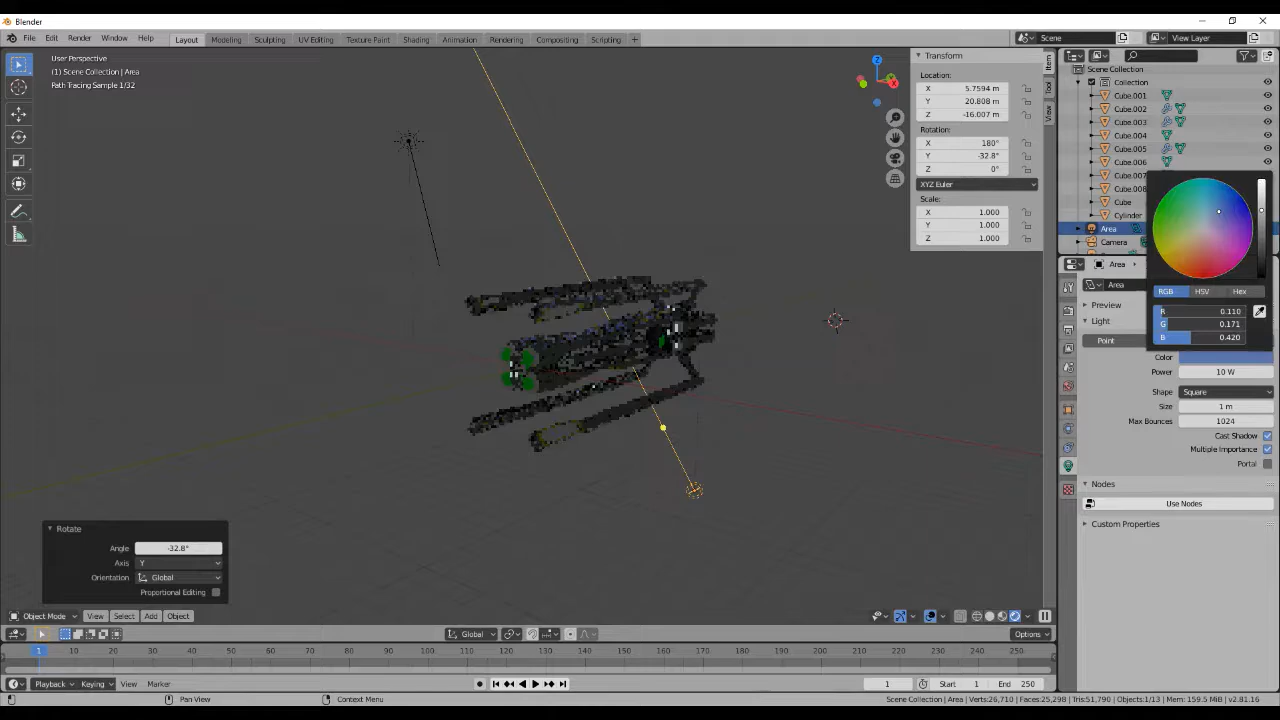 Blender
File Edit Render Window Help
Layout Modeling Sculpting UV Editing Texture Paint Shading Animation Rendering Compositing Scripting +
Scene
View Layer
User Perspective
(1) Scene Collection | Area
Path Tracing Sample 1/32
Transform
Location:
X 5.7594 m
Y 20.808 m
Z -16.007 m
Rotation:
X 180°
Y -32.8°
Z 0°
XYZ Euler
Scale:
X 1.000
Y 1.000
Z 1.000
Item
Tool
View
Scene Collection
Collection
Cube.001
Cube.002
Cube.003
Cube.004
Cube.005
Cube.006
Cube.007
Cube.008
Cube
Cylinder
Area
Camera
RGB HSV Hex
R 0.110
G 0.171
B 0.420
Area
Area
Preview
Light
Point
Color
Power 10 W
Shape Square
Size 1 m
Max Bounces 1024
Cast Shadow
Multiple Importance
Portal
Nodes
Use Nodes
Custom Properties
Rotate
Angle -32.8°
Axis Y
Orientation Global
Proportional Editing
Object Mode View Select Add Object
Global
Options
1 10 20 30 40 50 60 70 80 90 100 110 120 130 140 150 160 170 180 190 200 210 220 230 240 250
Playback Keying View Marker
1 Start 1 End 250
Pan View
Context Menu
Scene Collection | Area | Verts:26,710 | Faces:25,298 | Tris:51,790 | Objects:1/13 | Mem: 159.5 MiB | v2.81.16